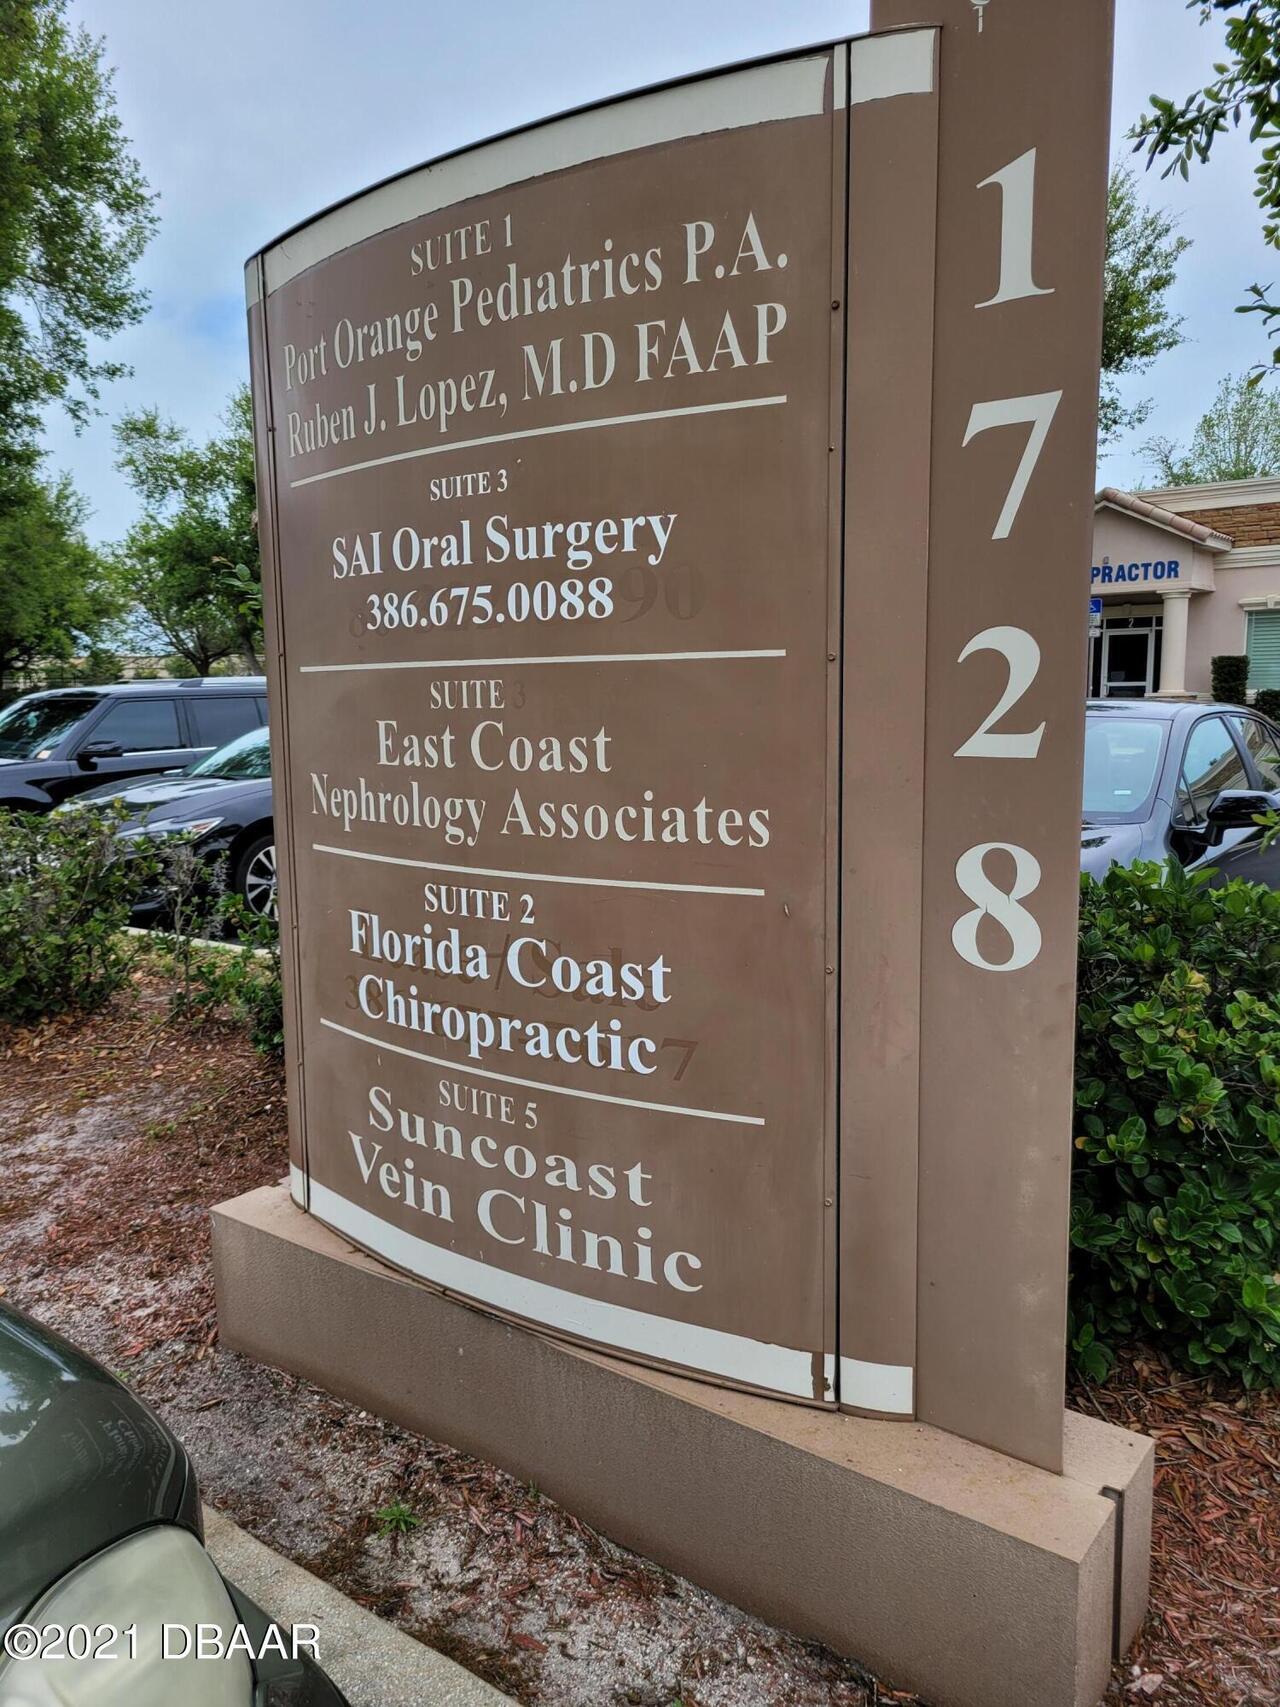 SUITE 1
Port Orange Pediatrics P.A.
Ruben J. Lopez, M.D FAAP
SUITE 3
SAI Oral Surgery
386.675.0088
SUITE 3
East Coast
Nephrology Associates
SUITE 2
Florida Coast
Chiropractic
SUITE 5
Suncoast
Vein Clinic
1
7
2
8
PRACTOR
2
©2021 DBAAR